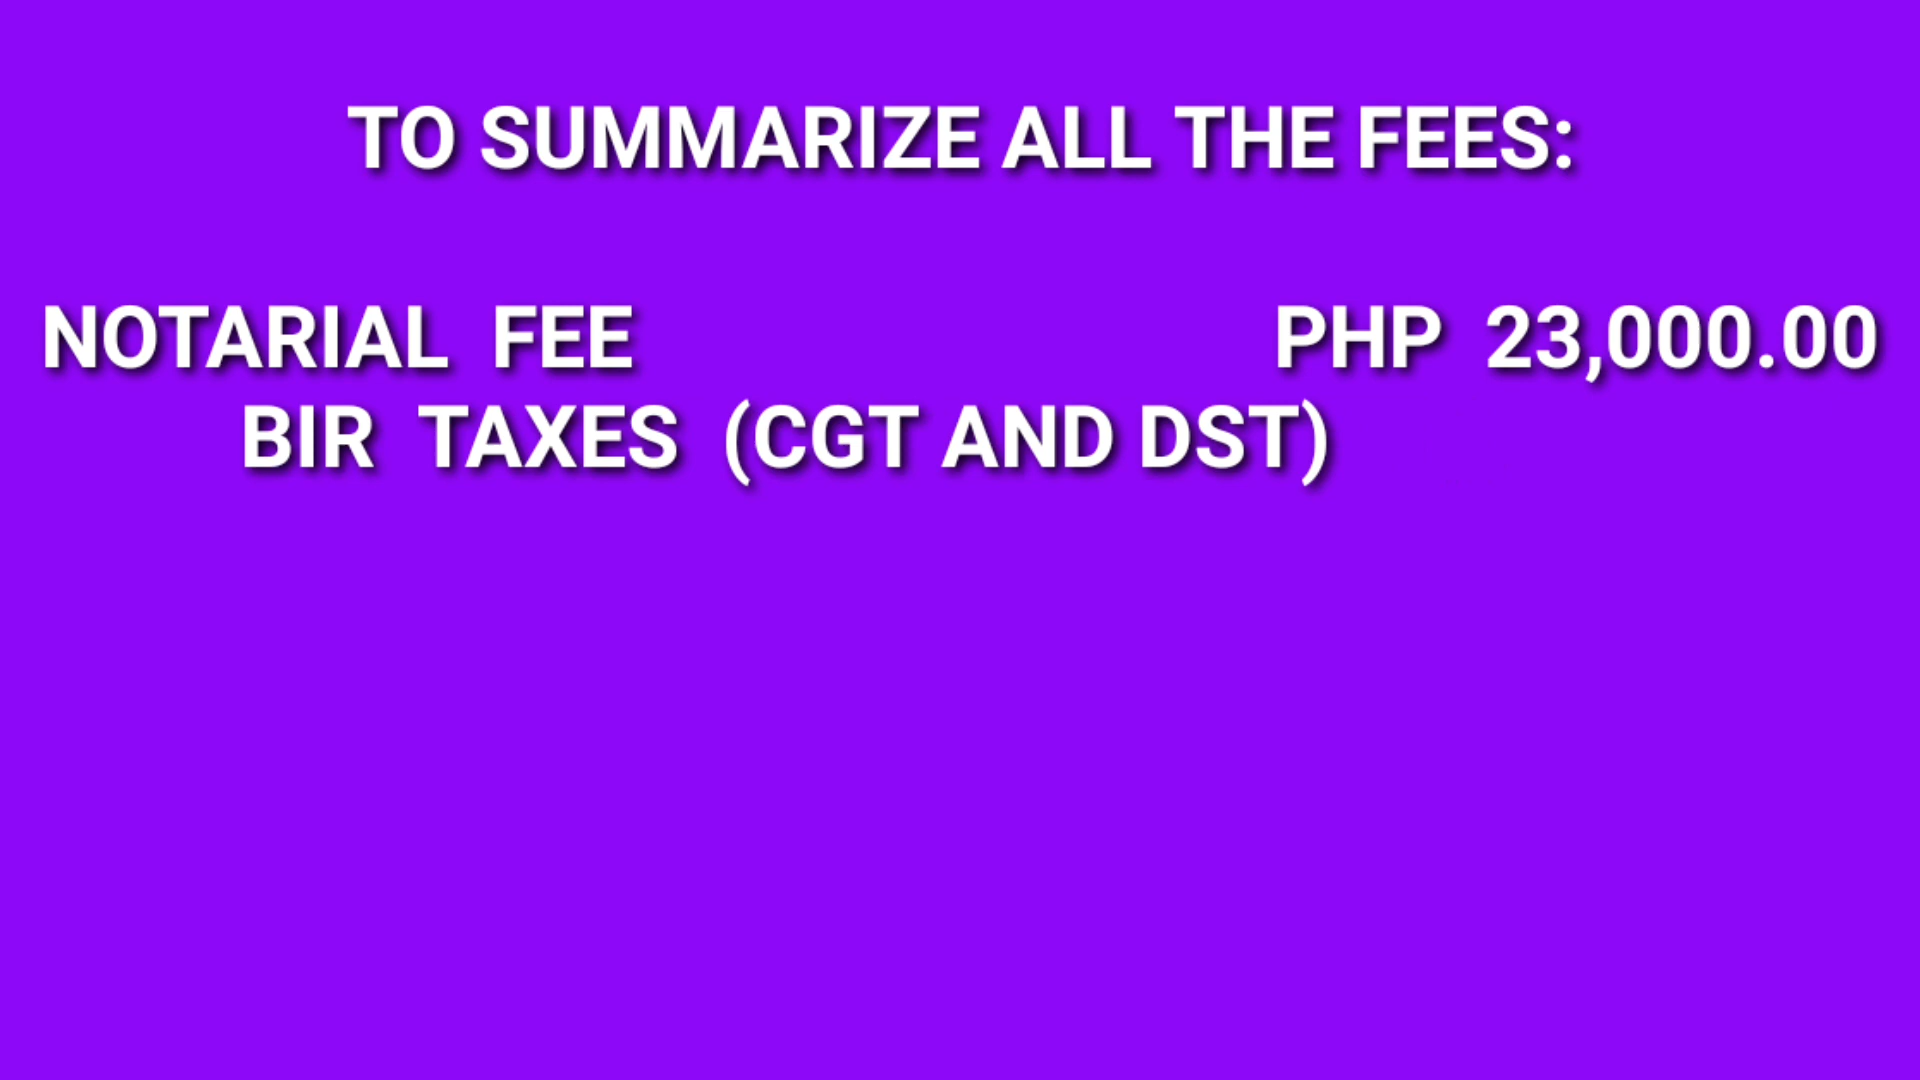 TO SUMMARIZE ALL THE FEES:
NOTARIAL FEE PHP 23,000.00
BIR TAXES (CGT AND DST)